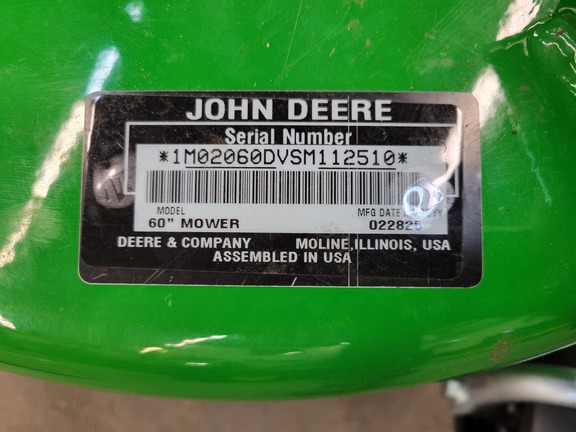 JOHN DEERE
Serial Number
*1M02060DVSM112510*
MODEL MFG DATE
60" MOWER 022825
DEERE & COMPANY MOLINE, ILLINOIS, USA
ASSEMBLED IN USA